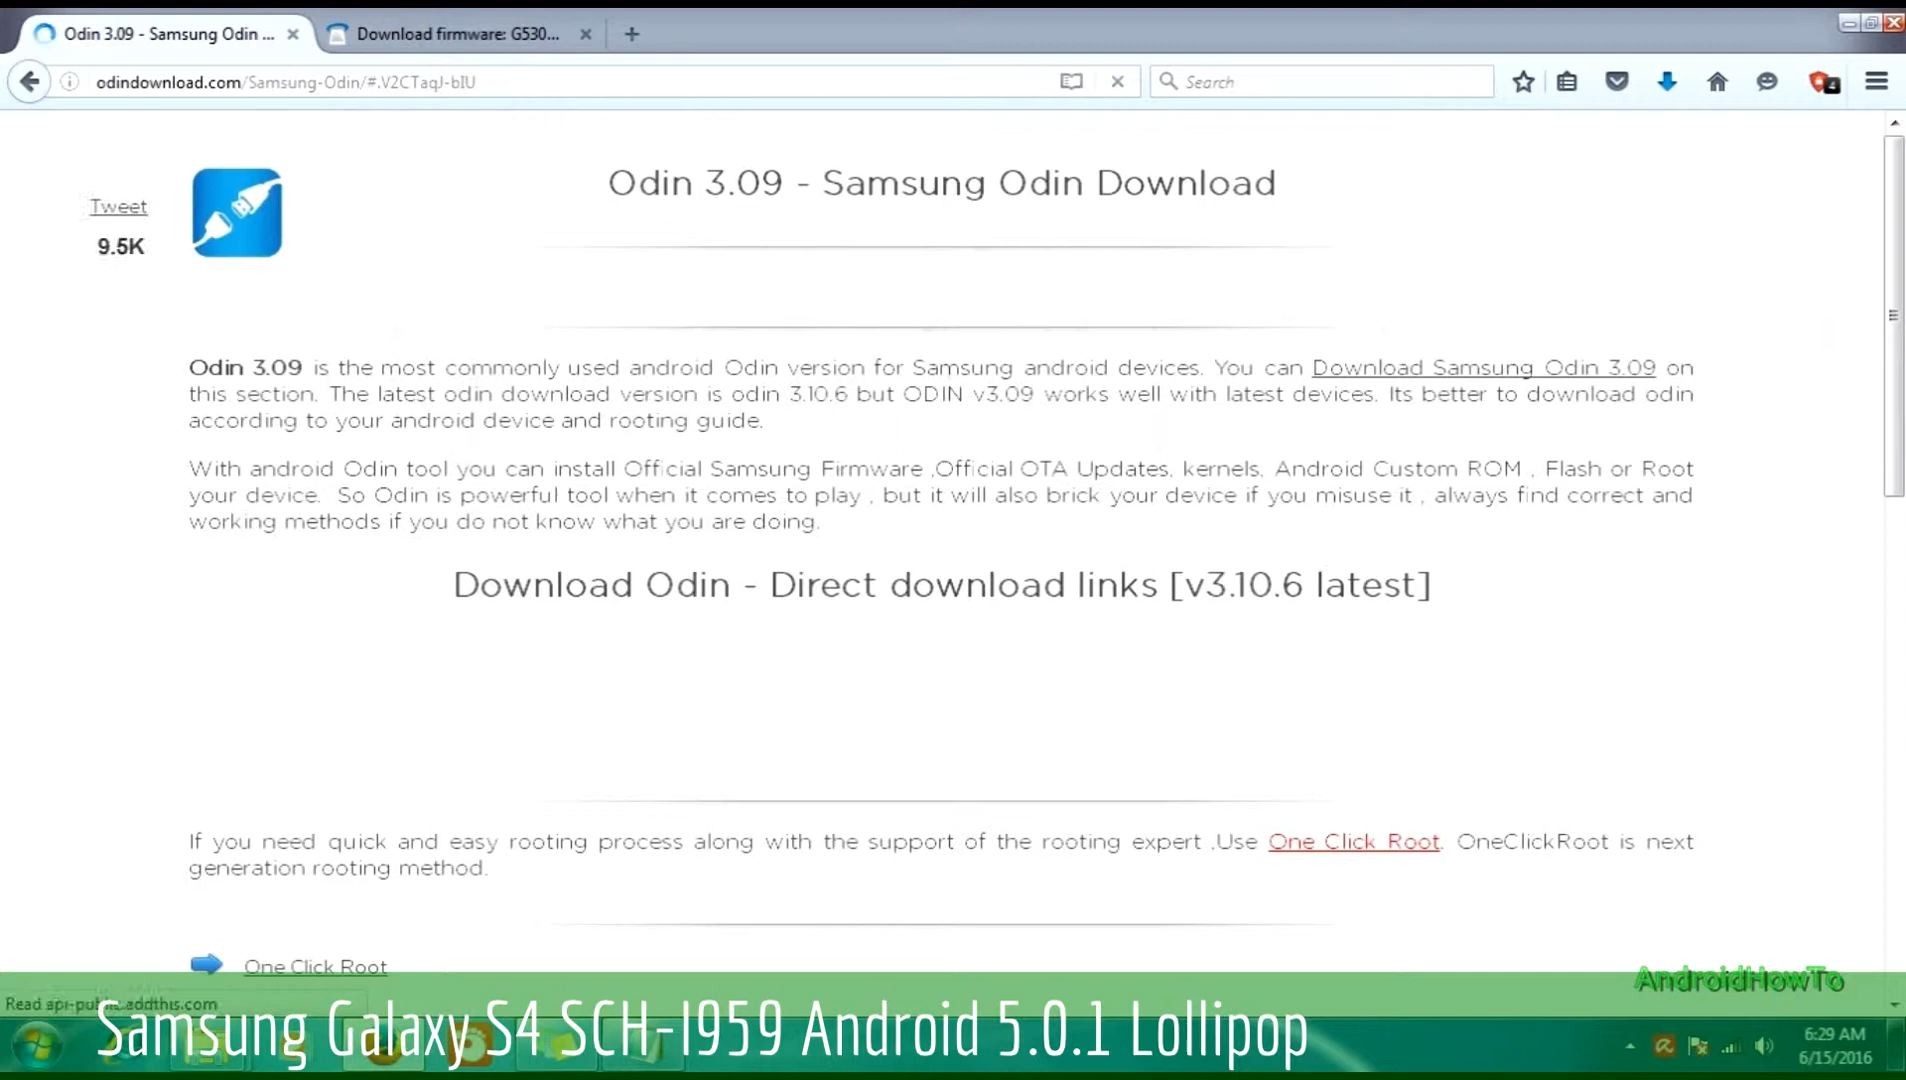 Odin 3.09 - Samsung Odin ...
Download firmware: G530...
odindownload.com/Samsung-Odin/#.V2CTaqJ-bIU
Search
4
Tweet
9.5K
Odin 3.09 - Samsung Odin Download
Odin 3.09 is the most commonly used android Odin version for Samsung android devices. You can Download Samsung Odin 3.09 on
this section. The latest odin download version is odin 3.10.6 but ODIN v3.09 works well with latest devices. Its better to download odin
according to your android device and rooting guide.
With android Odin tool you can install Official Samsung Firmware ,Official OTA Updates, kernels, Android Custom ROM , Flash or Root
your device. So Odin is powerful tool when it comes to play , but it will also brick your device if you misuse it , always find correct and
working methods if you do not know what you are doing.
Download Odin - Direct download links [v3.10.6 latest]
If you need quick and easy rooting process along with the support of the rooting expert ,Use One Click Root. OneClickRoot is next
generation rooting method.
One Click Root
AndroidHowTo
Read api-public.addthis.com
Samsung Galaxy S4 SCH-I959 Android 5.0.1 Lollipop
6:29 AM
6/15/2016